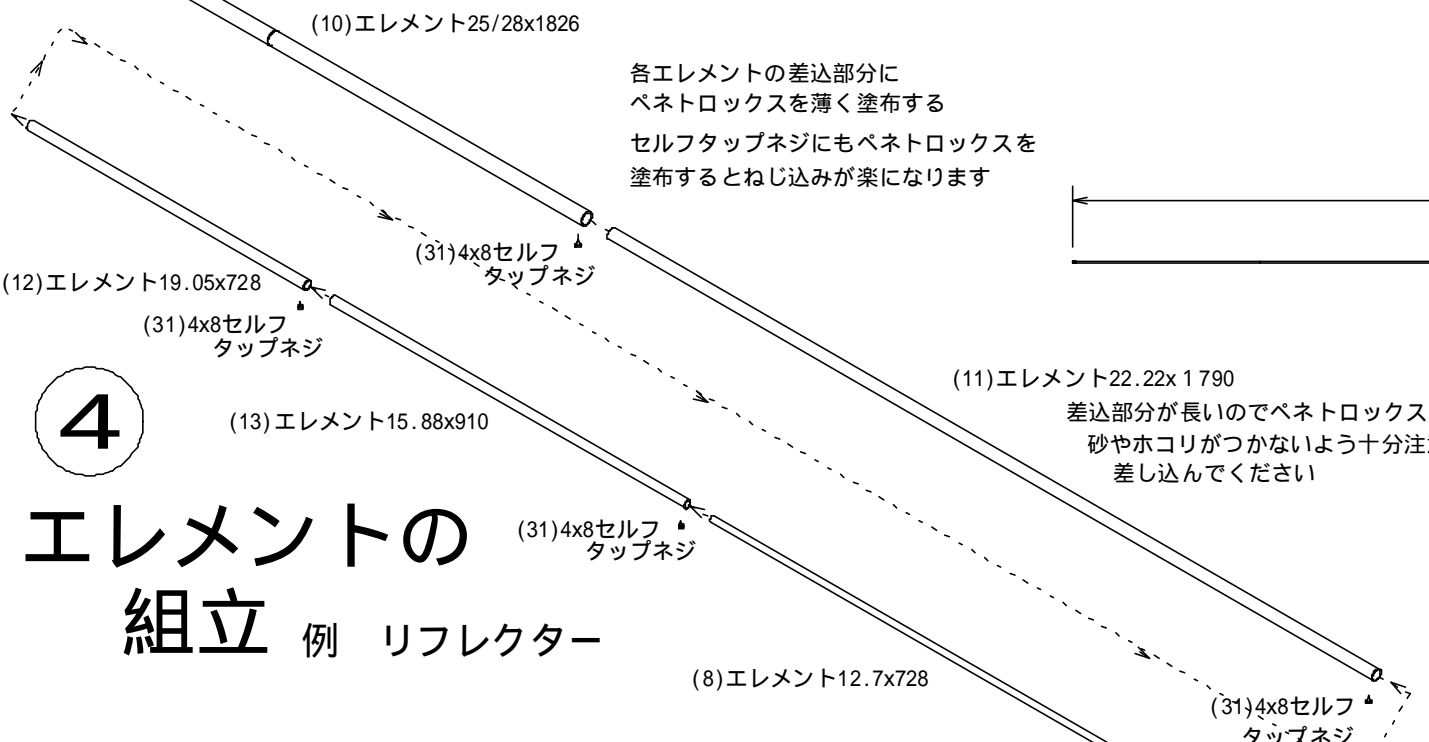 (10)エレメント25/28x1826
各エレメントの差込部分に
ペネトロックスを薄く塗布する
セルフタップネジにもペネトロックスを
塗布するとねじ込みが楽になります
(31)4x8セルフ
タップネジ
(12)エレメント19.05x728
(31)4x8セルフ
タップネジ
(11)エレメント22.22x1790
差込部分が長いのでペネトロックス
砂やホコリがつかないよう十分注
差し込んでください
4
(13)エレメント15.88x910
エレメントの
組立 例 リフレクター
(31)4x8セルフ
タップネジ
(8)エレメント12.7x728
(31)4x8セルフ
タップネジ